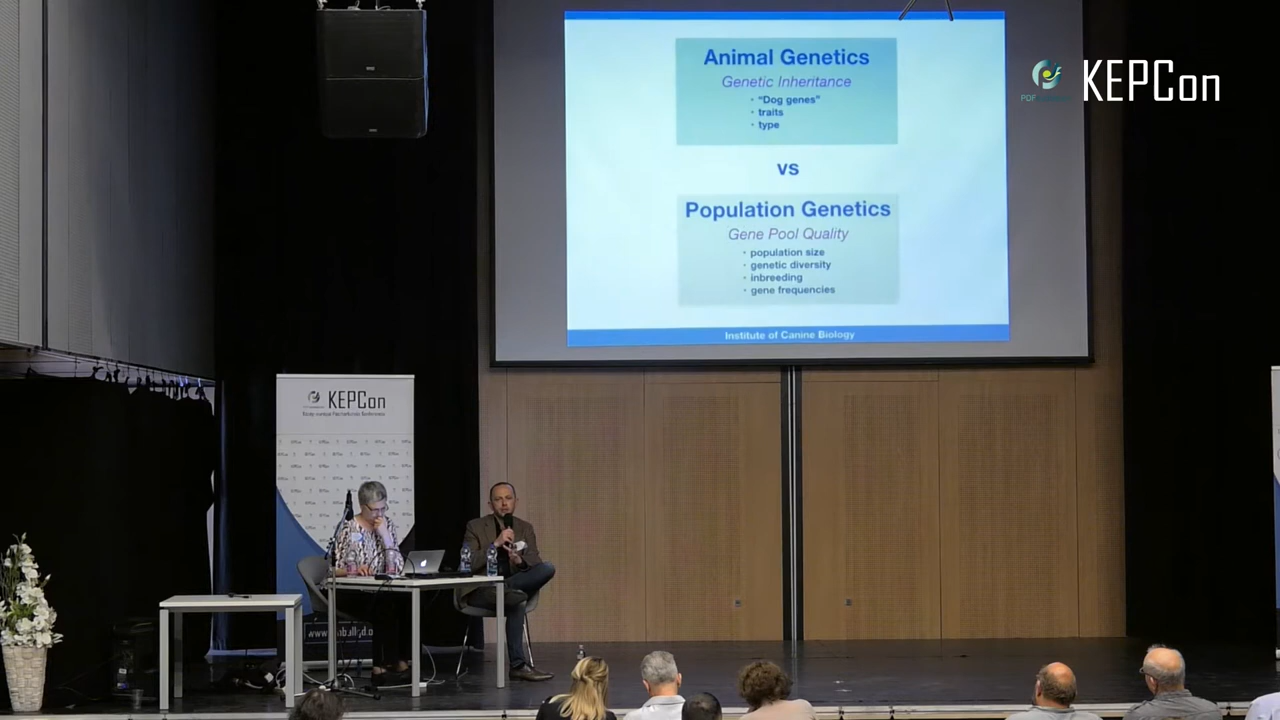 Animal Genetics
Genetic Inheritance
• "Dog genes"
• traits
• type
vs
Population Genetics
Gene Pool Quality
• population size
• genetic diversity
• inbreeding
• gene frequencies
Institute of Canine Biology
KEPCon
KEPCon